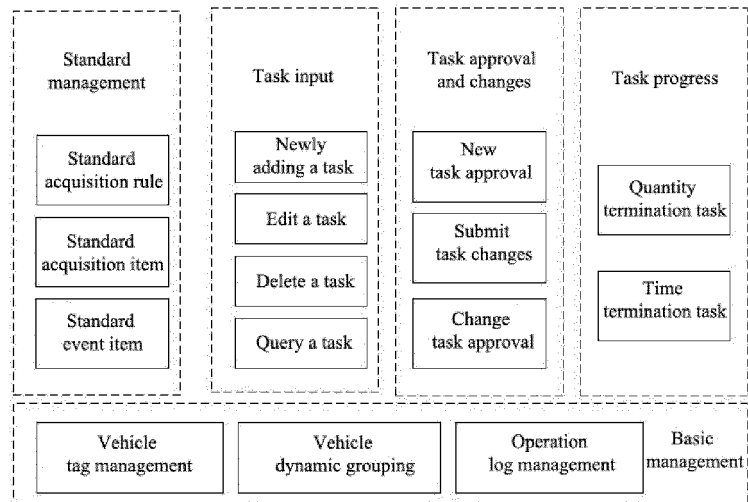 Standard
management
Standard
acquisition rule
Standard
acquisition item
Standard
event item
Task input
Newly
adding a task
Edit a task
Delete a task
Query a task
Task approval
and changes
New
task approval
Submit
task changes
Change
task approval
Task progress
Quantity
termination task
Time
termination task
Vehicle
tag management
Vehicle
dynamic grouping
Operation
log management
Basic
management